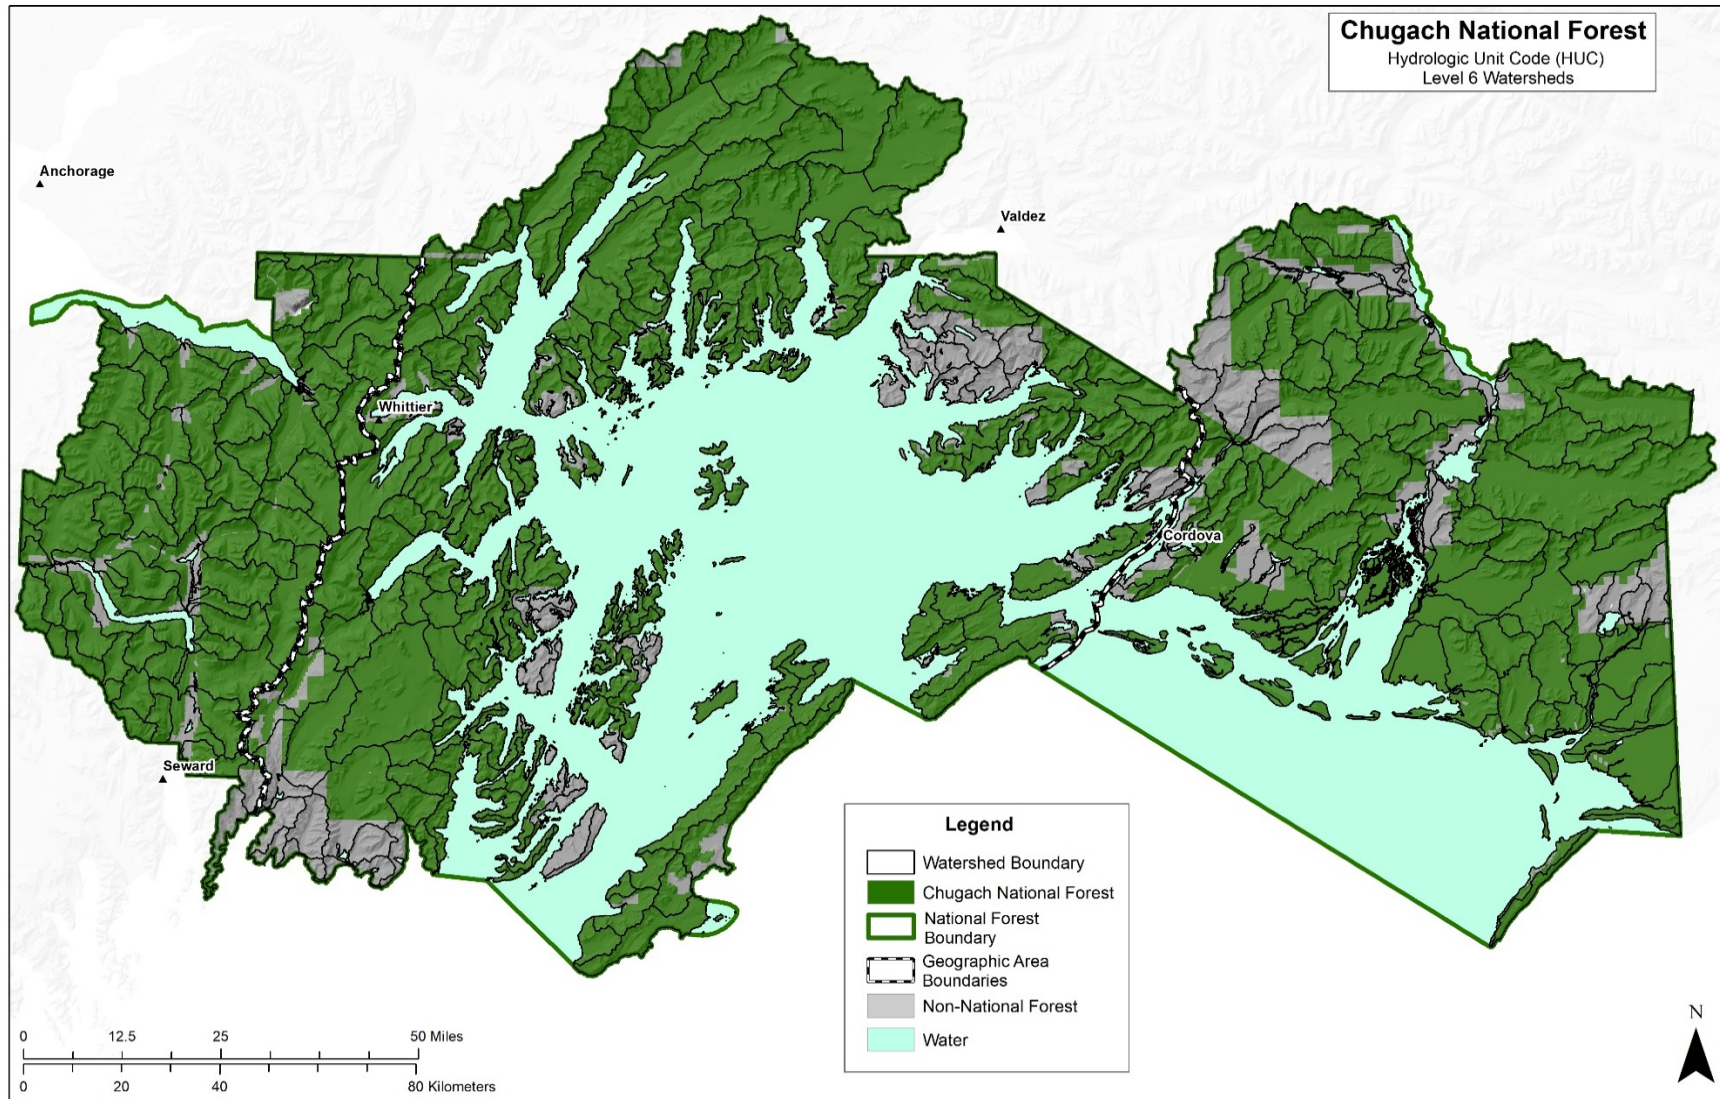 Chugach National Forest
Hydrologic Unit Code (HUC)
Level 6 Watersheds
Anchorage
Valdez
Whittier
Cordova
Seward
Legend
Watershed Boundary
Chugach National Forest
National Forest
Boundary
Geographic Area
Boundaries
Non-National Forest
Water
0 12.5 25 50 Miles
0 20 40 80 Kilometers
N